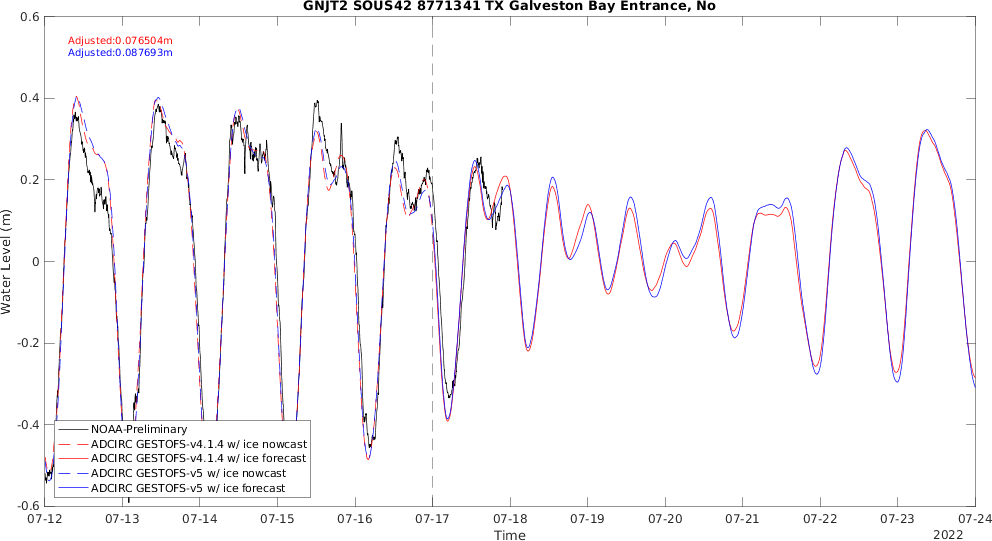 GNJT2 SOUS42 8771341 TX Galveston Bay Entrance, No
Adjusted:0.076504m
Adjusted:0.087693m
0.6
0.4
0.2
0
-0.2
-0.4
-0.6
Water Level (m)
NOAA-Preliminary
ADCIRC GESTOFS-v4.1.4 w/ ice nowcast
ADCIRC GESTOFS-v4.1.4 w/ ice forecast
ADCIRC GESTOFS-v5 w/ ice nowcast
ADCIRC GESTOFS-v5 w/ ice forecast
07-12 07-13 07-14 07-15 07-16 07-17 07-18 07-19 07-20 07-21 07-22 07-23 07-24
Time
2022